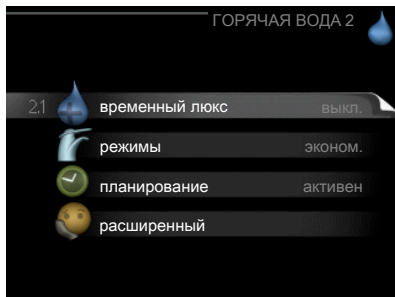 ГОРЯЧАЯ ВОДА 2
2.1 временный люкс выкл.
режимы эконом.
планирование активен
расширенный